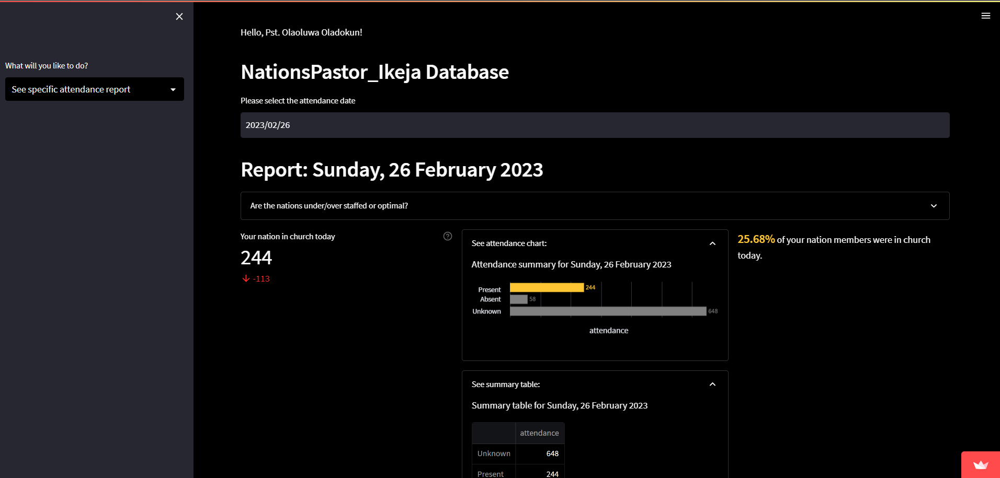 What will you like to do?
See specific attendance report
Hello, Pst. Olaoluwa Oladokun!
NationsPastor_Ikeja Database
Please select the attendance date
2023/02/26
Report: Sunday, 26 February 2023
Are the nations under/over staffed or optimal?
Your nation in church today
244
-113
See attendance chart:
Attendance summary for Sunday, 26 February 2023
Present 244
Absent 58
Unknown 648
attendance
25.68% of your nation members were in church
today.
See summary table:
Summary table for Sunday, 26 February 2023
attendance
Unknown 648
Present 244